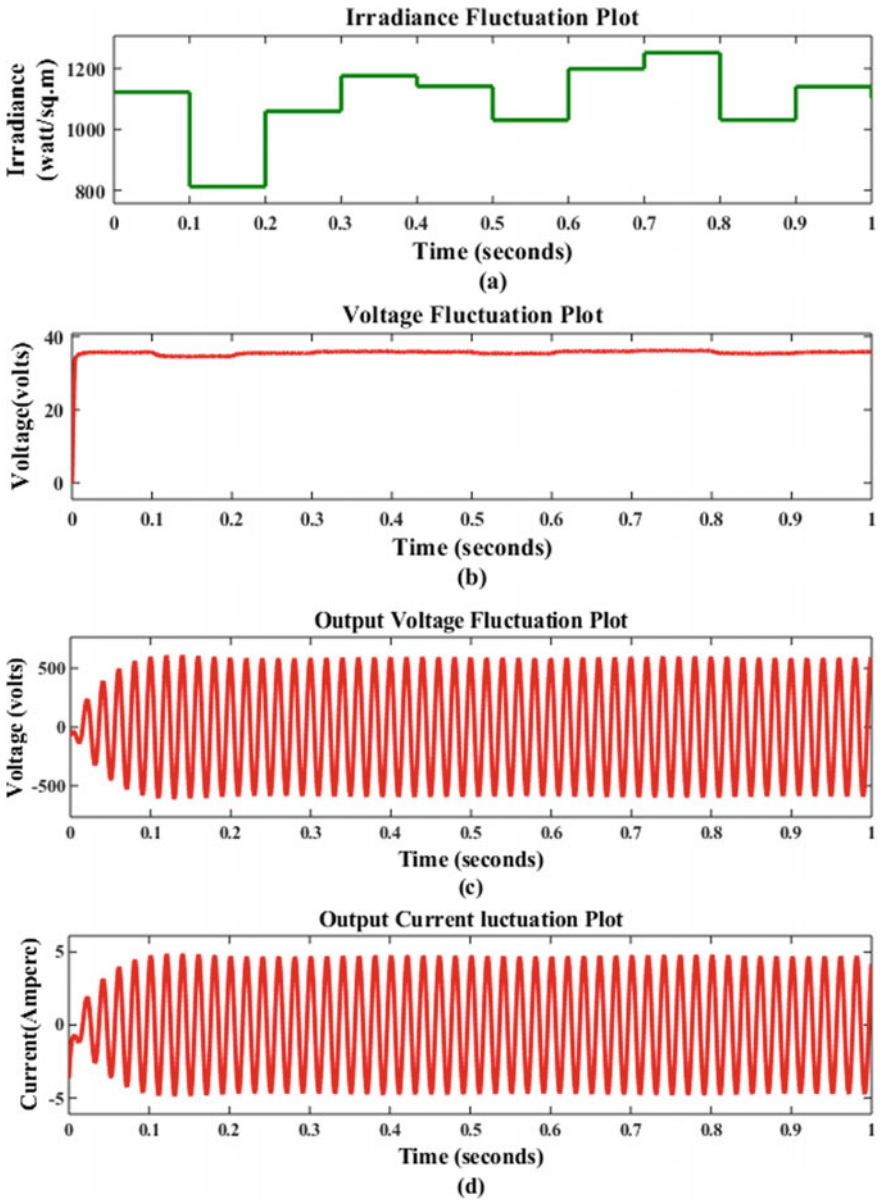 Irradiance Fluctuation Plot
Irradiance
(watt/sq.m)
1200
1000
800
0 0.1 0.2 0.3 0.4 0.5 0.6 0.7 0.8 0.9 1
Time (seconds)
(a)
Voltage Fluctuation Plot
Voltage(volts)
40
20
0
0 0.1 0.2 0.3 0.4 0.5 0.6 0.7 0.8 0.9 1
Time (seconds)
(b)
Output Voltage Fluctuation Plot
Voltage (volts)
500
0
-500
0 0.1 0.2 0.3 0.4 0.5 0.6 0.7 0.8 0.9 1
Time (seconds)
(c)
Output Current luctuation Plot
Current(Ampere)
5
0
-5
0 0.1 0.2 0.3 0.4 0.5 0.6 0.7 0.8 0.9 1
Time (seconds)
(d)